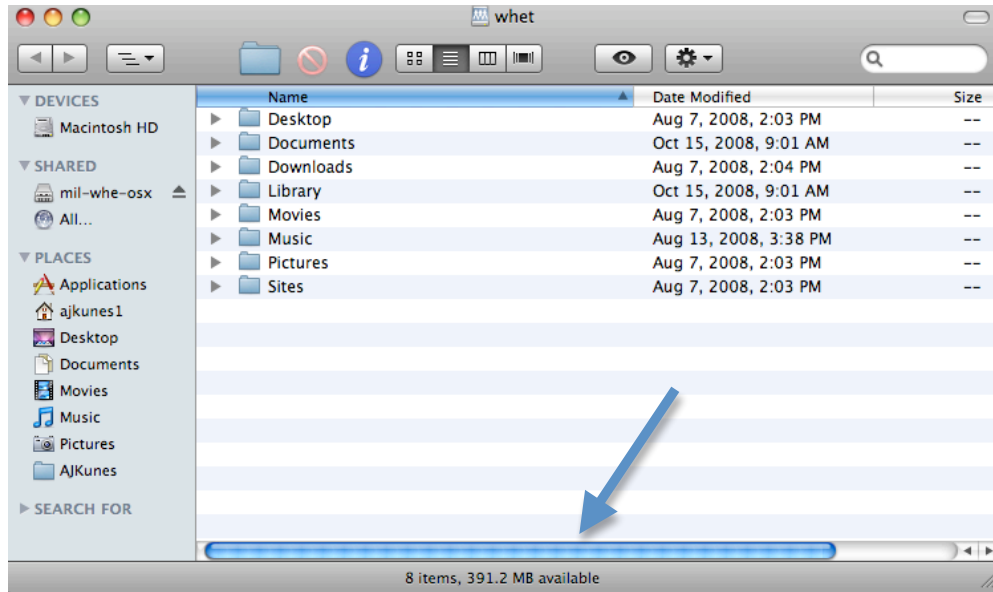 whet
DEVICES
Macintosh HD
SHARED
mil-whe-osx
All...
PLACES
Applications
ajkunes1
Desktop
Documents
Movies
Music
Pictures
AJKunes
SEARCH FOR
Name Date Modified Size
Desktop Aug 7, 2008, 2:03 PM --
Documents Oct 15, 2008, 9:01 AM --
Downloads Aug 7, 2008, 2:04 PM --
Library Oct 15, 2008, 9:01 AM --
Movies Aug 7, 2008, 2:03 PM --
Music Aug 13, 2008, 3:38 PM --
Pictures Aug 7, 2008, 2:03 PM --
Sites Aug 7, 2008, 2:03 PM --
8 items, 391.2 MB available